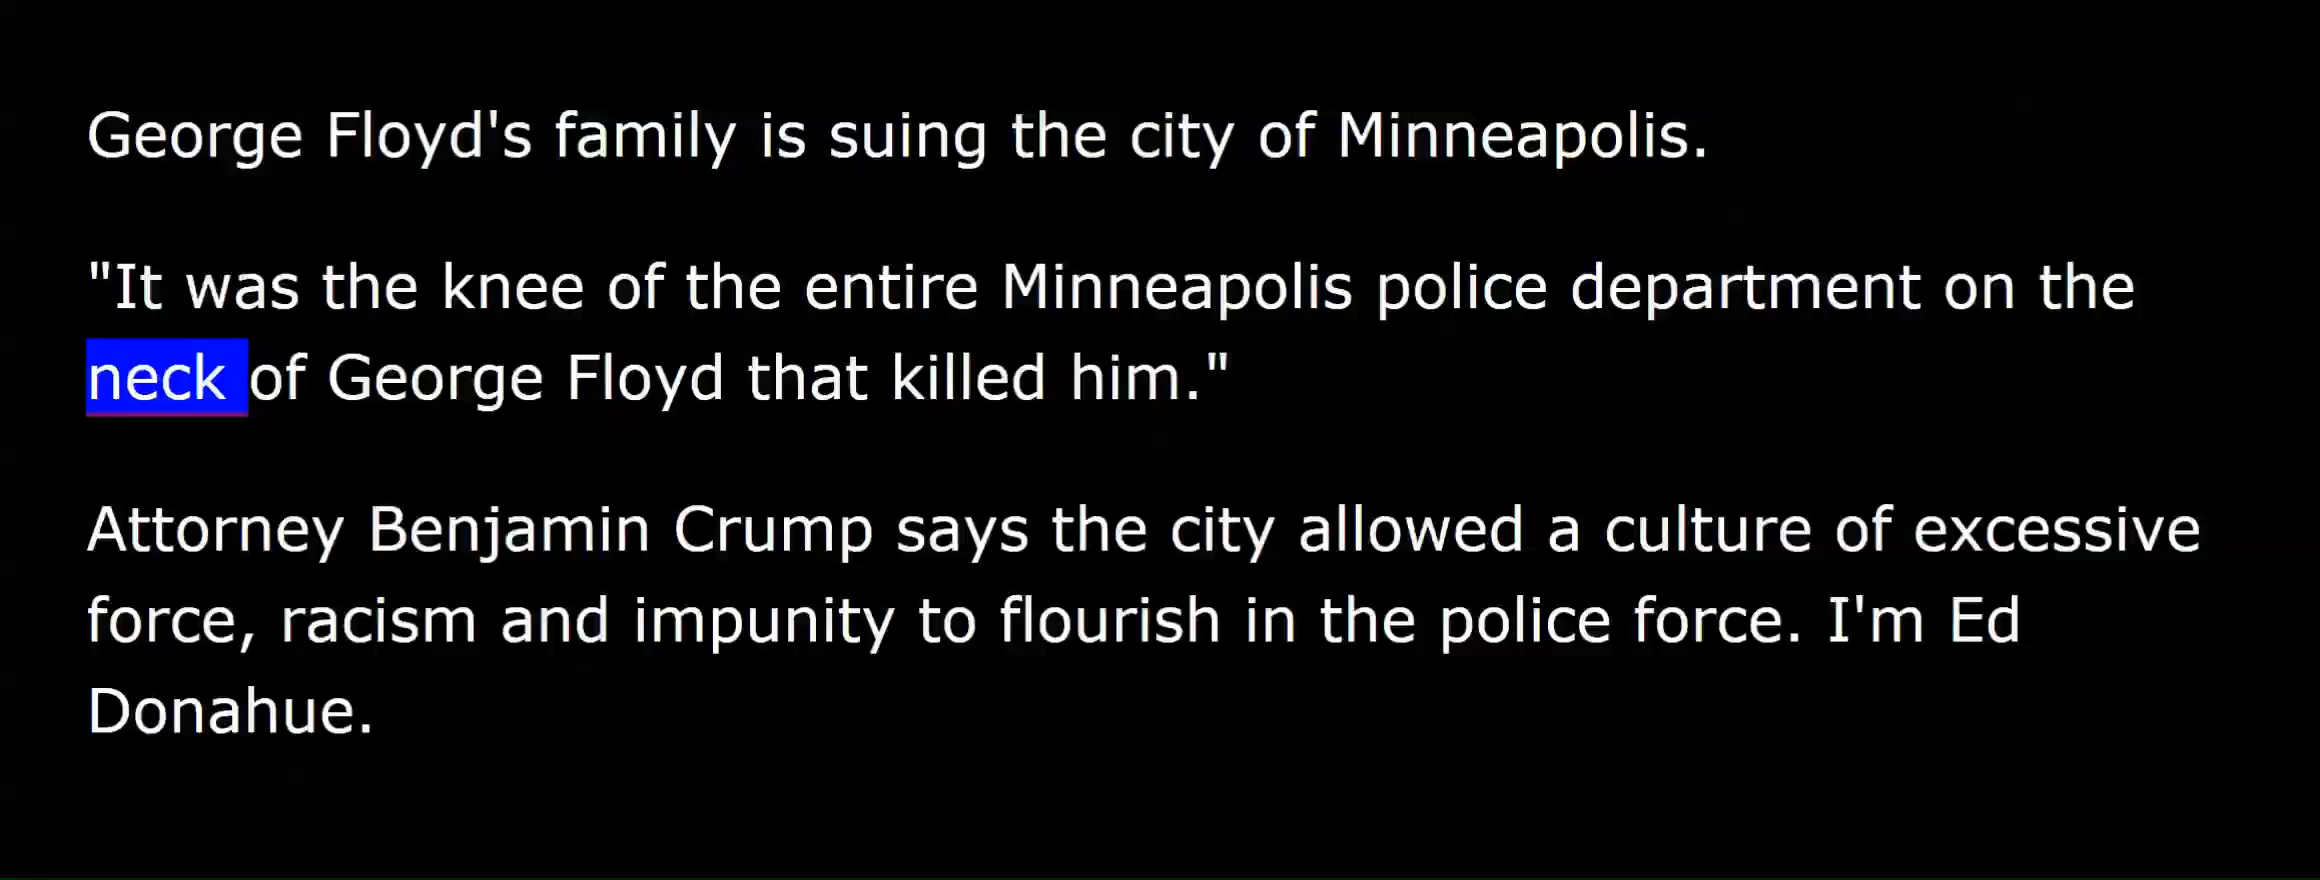 George Floyd's family is suing the city of Minneapolis.
"It was the knee of the entire Minneapolis police department on the
neck of George Floyd that killed him."
Attorney Benjamin Crump says the city allowed a culture of excessive
force, racism and impunity to flourish in the police force. I'm Ed
Donahue.